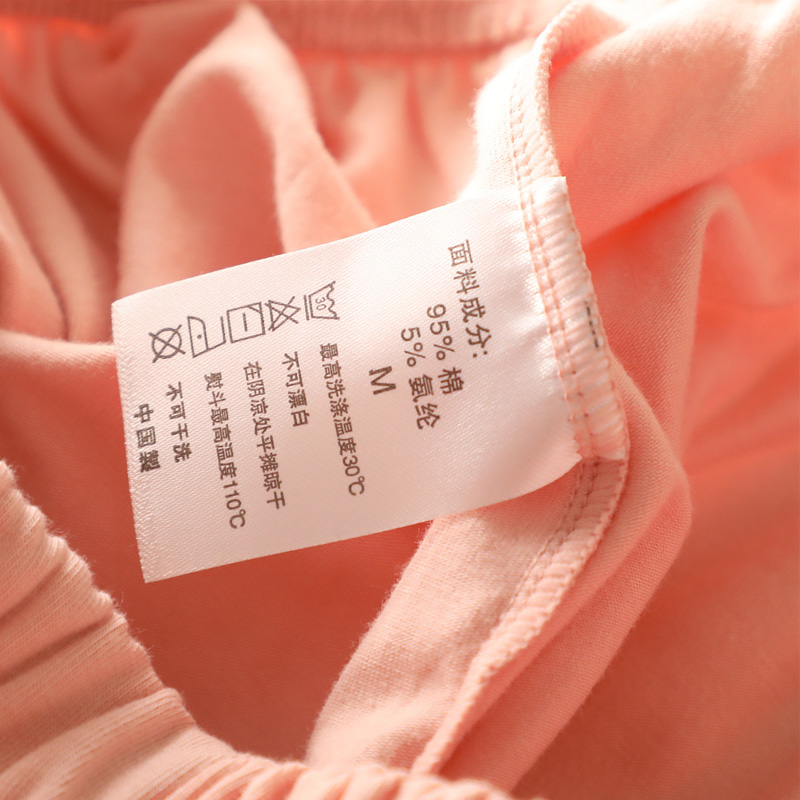 面料成分:
95% 棉
5% 氨纶
M
30°
最高洗涤温度30℃
不可漂白
在阴凉处平摊晾干
熨斗最高温度110℃
不可干洗
中国製